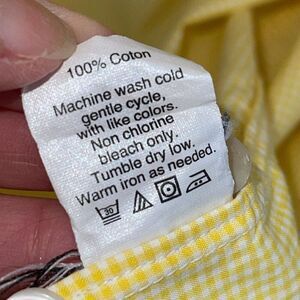 100% Coton
Machine wash cold
gentle cycle,
with like colors.
Non chlorine
bleach only.
Tumble dry low.
Warm iron as needed.
30